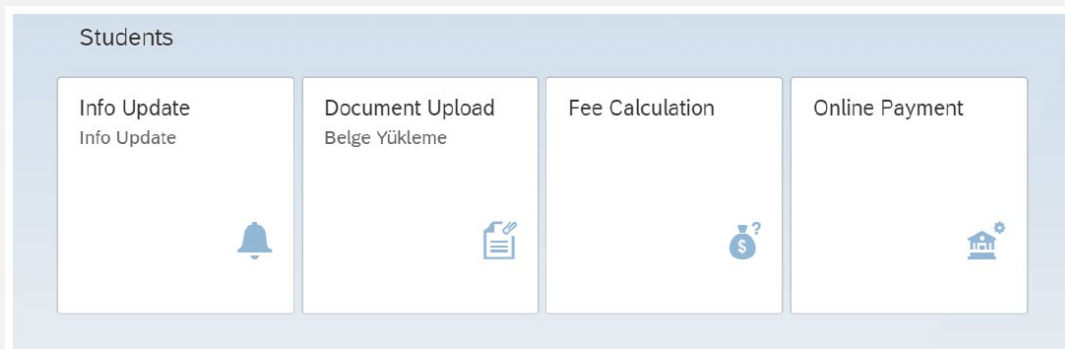 Students
Info Update
Info Update
Document Upload
Belge Yükleme
Fee Calculation
?
$
Online Payment